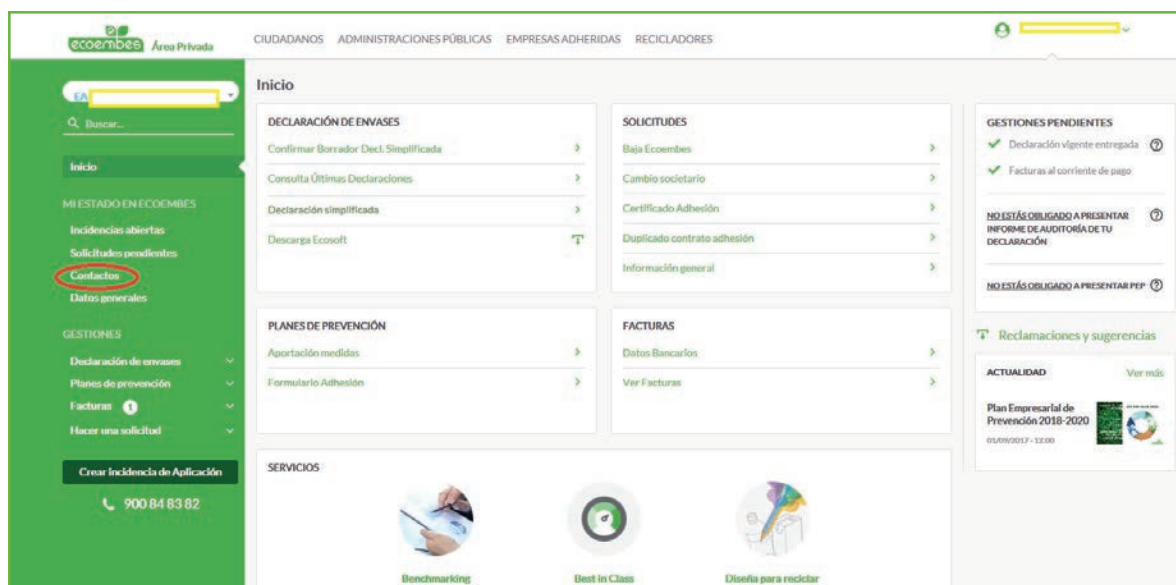 ecoembes Área Privada
CIUDADANOS ADMINISTRACIONES PÚBLICAS EMPRESAS ADHERIDAS RECICLADORES
EA
Buscar...
Inicio
MI ESTADO EN ECOEMBES
Incidencias abiertas
Solicitudes pendientes
Contactos
Datos generales
GESTIONES
Declaración de envases
Planes de prevención
Facturas 1
Hacer una solicitud
Crear incidencia de Aplicación
900 84 83 82
Inicio
DECLARACIÓN DE ENVASES
Confirmar Borrador Decl. Simplificada
Consulta Últimas Declaraciones
Declaración simplificada
Descarga Ecosoft
SOLICITUDES
Baja Ecoembes
Cambio societario
Certificado Adhesión
Duplicado contrato adhesión
Información general
PLANES DE PREVENCIÓN
Aportación medidas
Formulario Adhesión
FACTURAS
Datos Bancarios
Ver Facturas
SERVICIOS
Benchmarking
Best in Class
Diseña para reciclar
GESTIONES PENDIENTES
Declaración vigente entregada
Facturas al corriente de pago
NO ESTÁS OBLIGADO A PRESENTAR
INFORME DE AUDITORÍA DE TU
DECLARACIÓN
NO ESTÁS OBLIGADO A PRESENTAR PEP
Reclamaciones y sugerencias
ACTUALIDAD Ver más
Plan Empresarial de
Prevención 2018-2020
01/09/2017 - 12:00